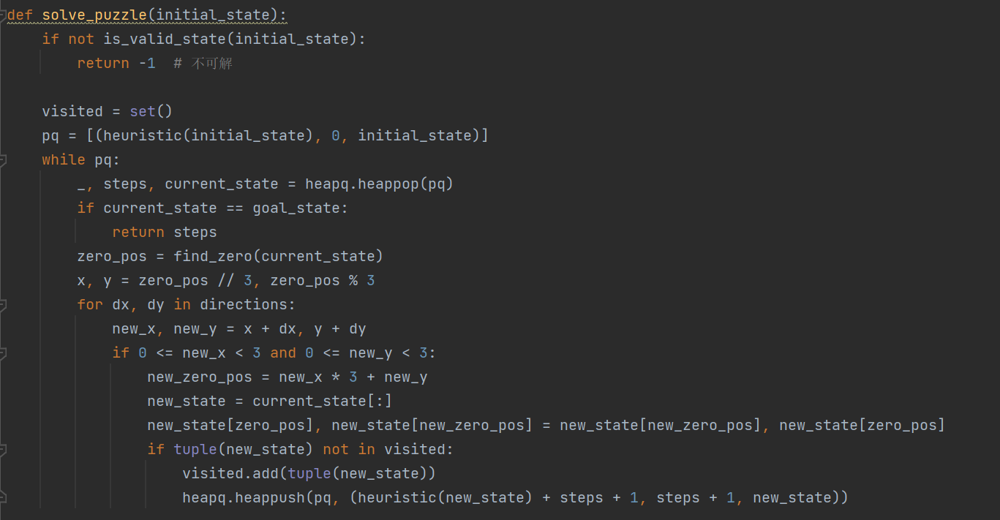 def solve_puzzle(initial_state):
    if not is_valid_state(initial_state):
        return -1  # 不可解
    visited = set()
    pq = [(heuristic(initial_state), 0, initial_state)]
    while pq:
        _, steps, current_state = heapq.heappop(pq)
        if current_state == goal_state:
            return steps
        zero_pos = find_zero(current_state)
        x, y = zero_pos // 3, zero_pos % 3
        for dx, dy in directions:
            new_x, new_y = x + dx, y + dy
            if 0 <= new_x < 3 and 0 <= new_y < 3:
                new_zero_pos = new_x * 3 + new_y
                new_state = current_state[:]
                new_state[zero_pos], new_state[new_zero_pos] = new_state[new_zero_pos], new_state[zero_pos]
                if tuple(new_state) not in visited:
                    visited.add(tuple(new_state))
                    heapq.heappush(pq, (heuristic(new_state) + steps + 1, steps + 1, new_state))